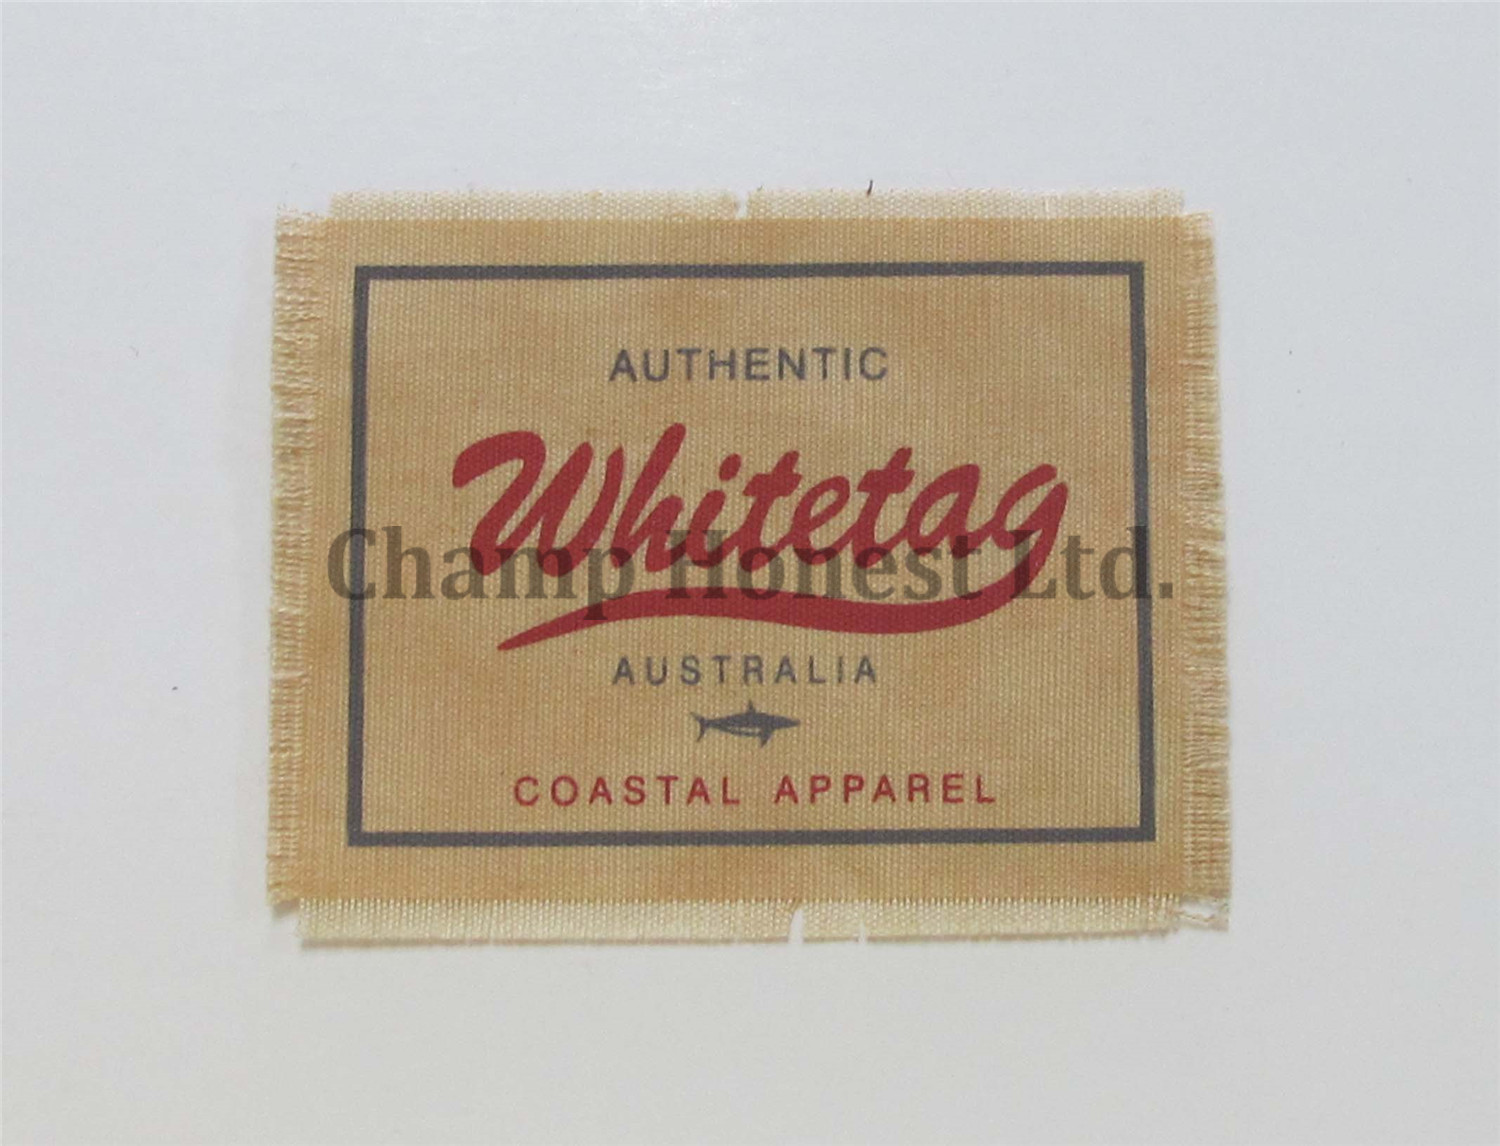 AUTHENTIC
Whitetag
Champ Honest Ltd.
AUSTRALIA
COASTAL APPAREL